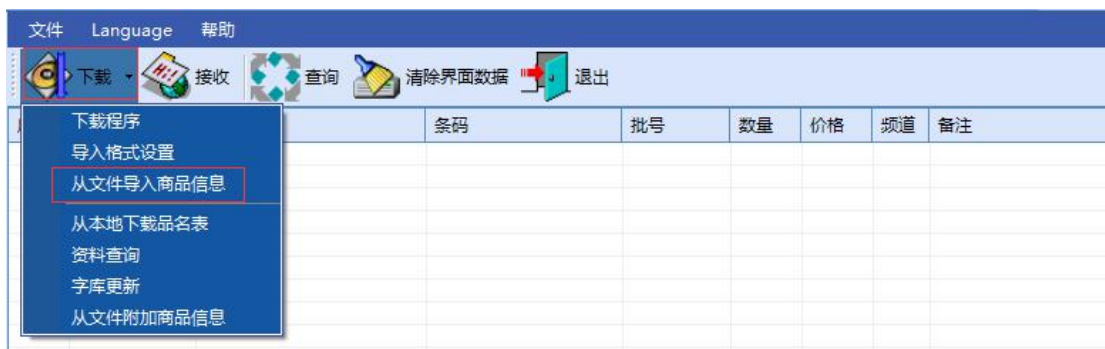 文件 Language 帮助
下载 接收 查询 清除界面数据 退出
条码 批号 数量 价格 频道 备注
下载程序
导入格式设置
从文件导入商品信息
从本地下载品名表
资料查询
字库更新
从文件附加商品信息